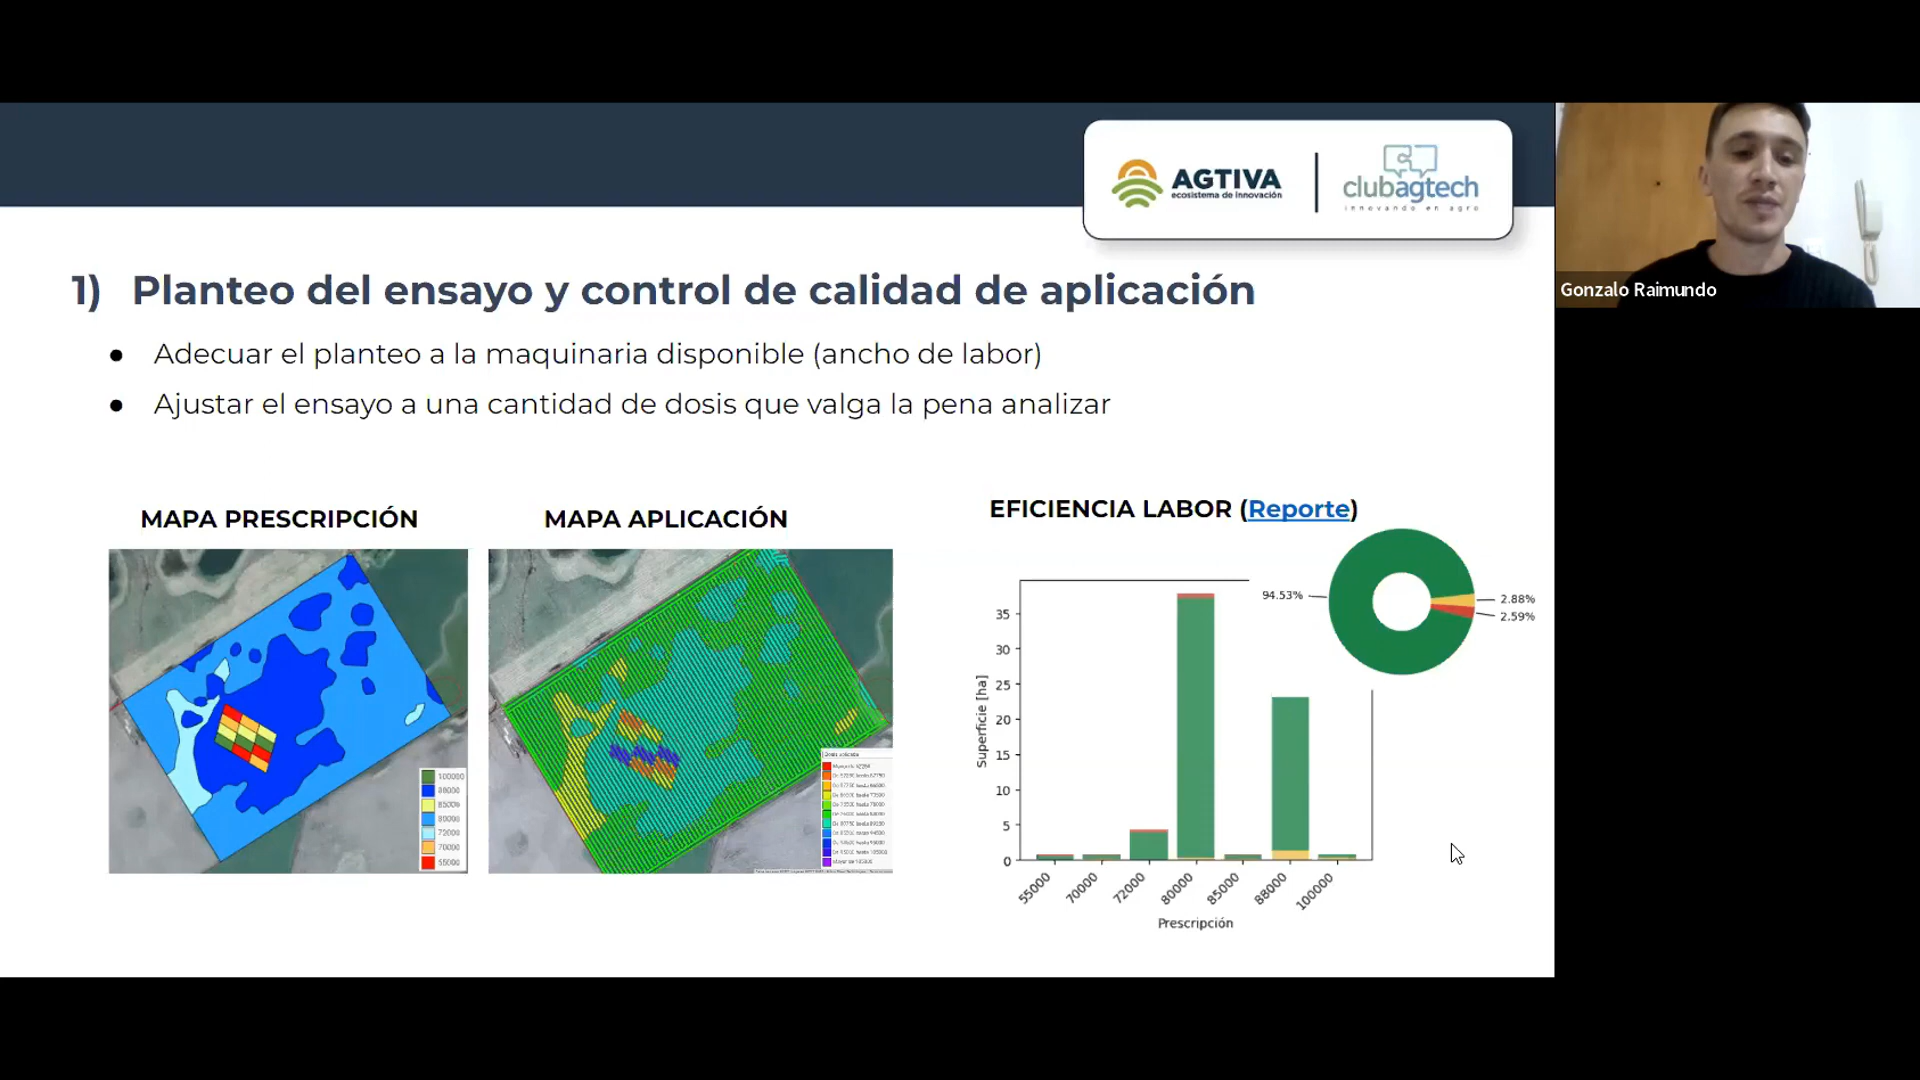 AGTIVA
ecosistema de innovación
clubagtech
innovando en agro
Gonzalo Raimundo
1) Planteo del ensayo y control de calidad de aplicación
● Adecuar el planteo a la maquinaria disponible (ancho de labor)
● Ajustar el ensayo a una cantidad de dosis que valga la pena analizar
MAPA PRESCRIPCIÓN
MAPA APLICACIÓN
EFICIENCIA LABOR (Reporte)
100000
88000
85000
80000
72000
70000
55000
94.53%
2.88%
2.59%
Superficie [ha]
35
30
25
20
15
10
5
0
55000
70000
72000
80000
85000
88000
100000
Prescripción